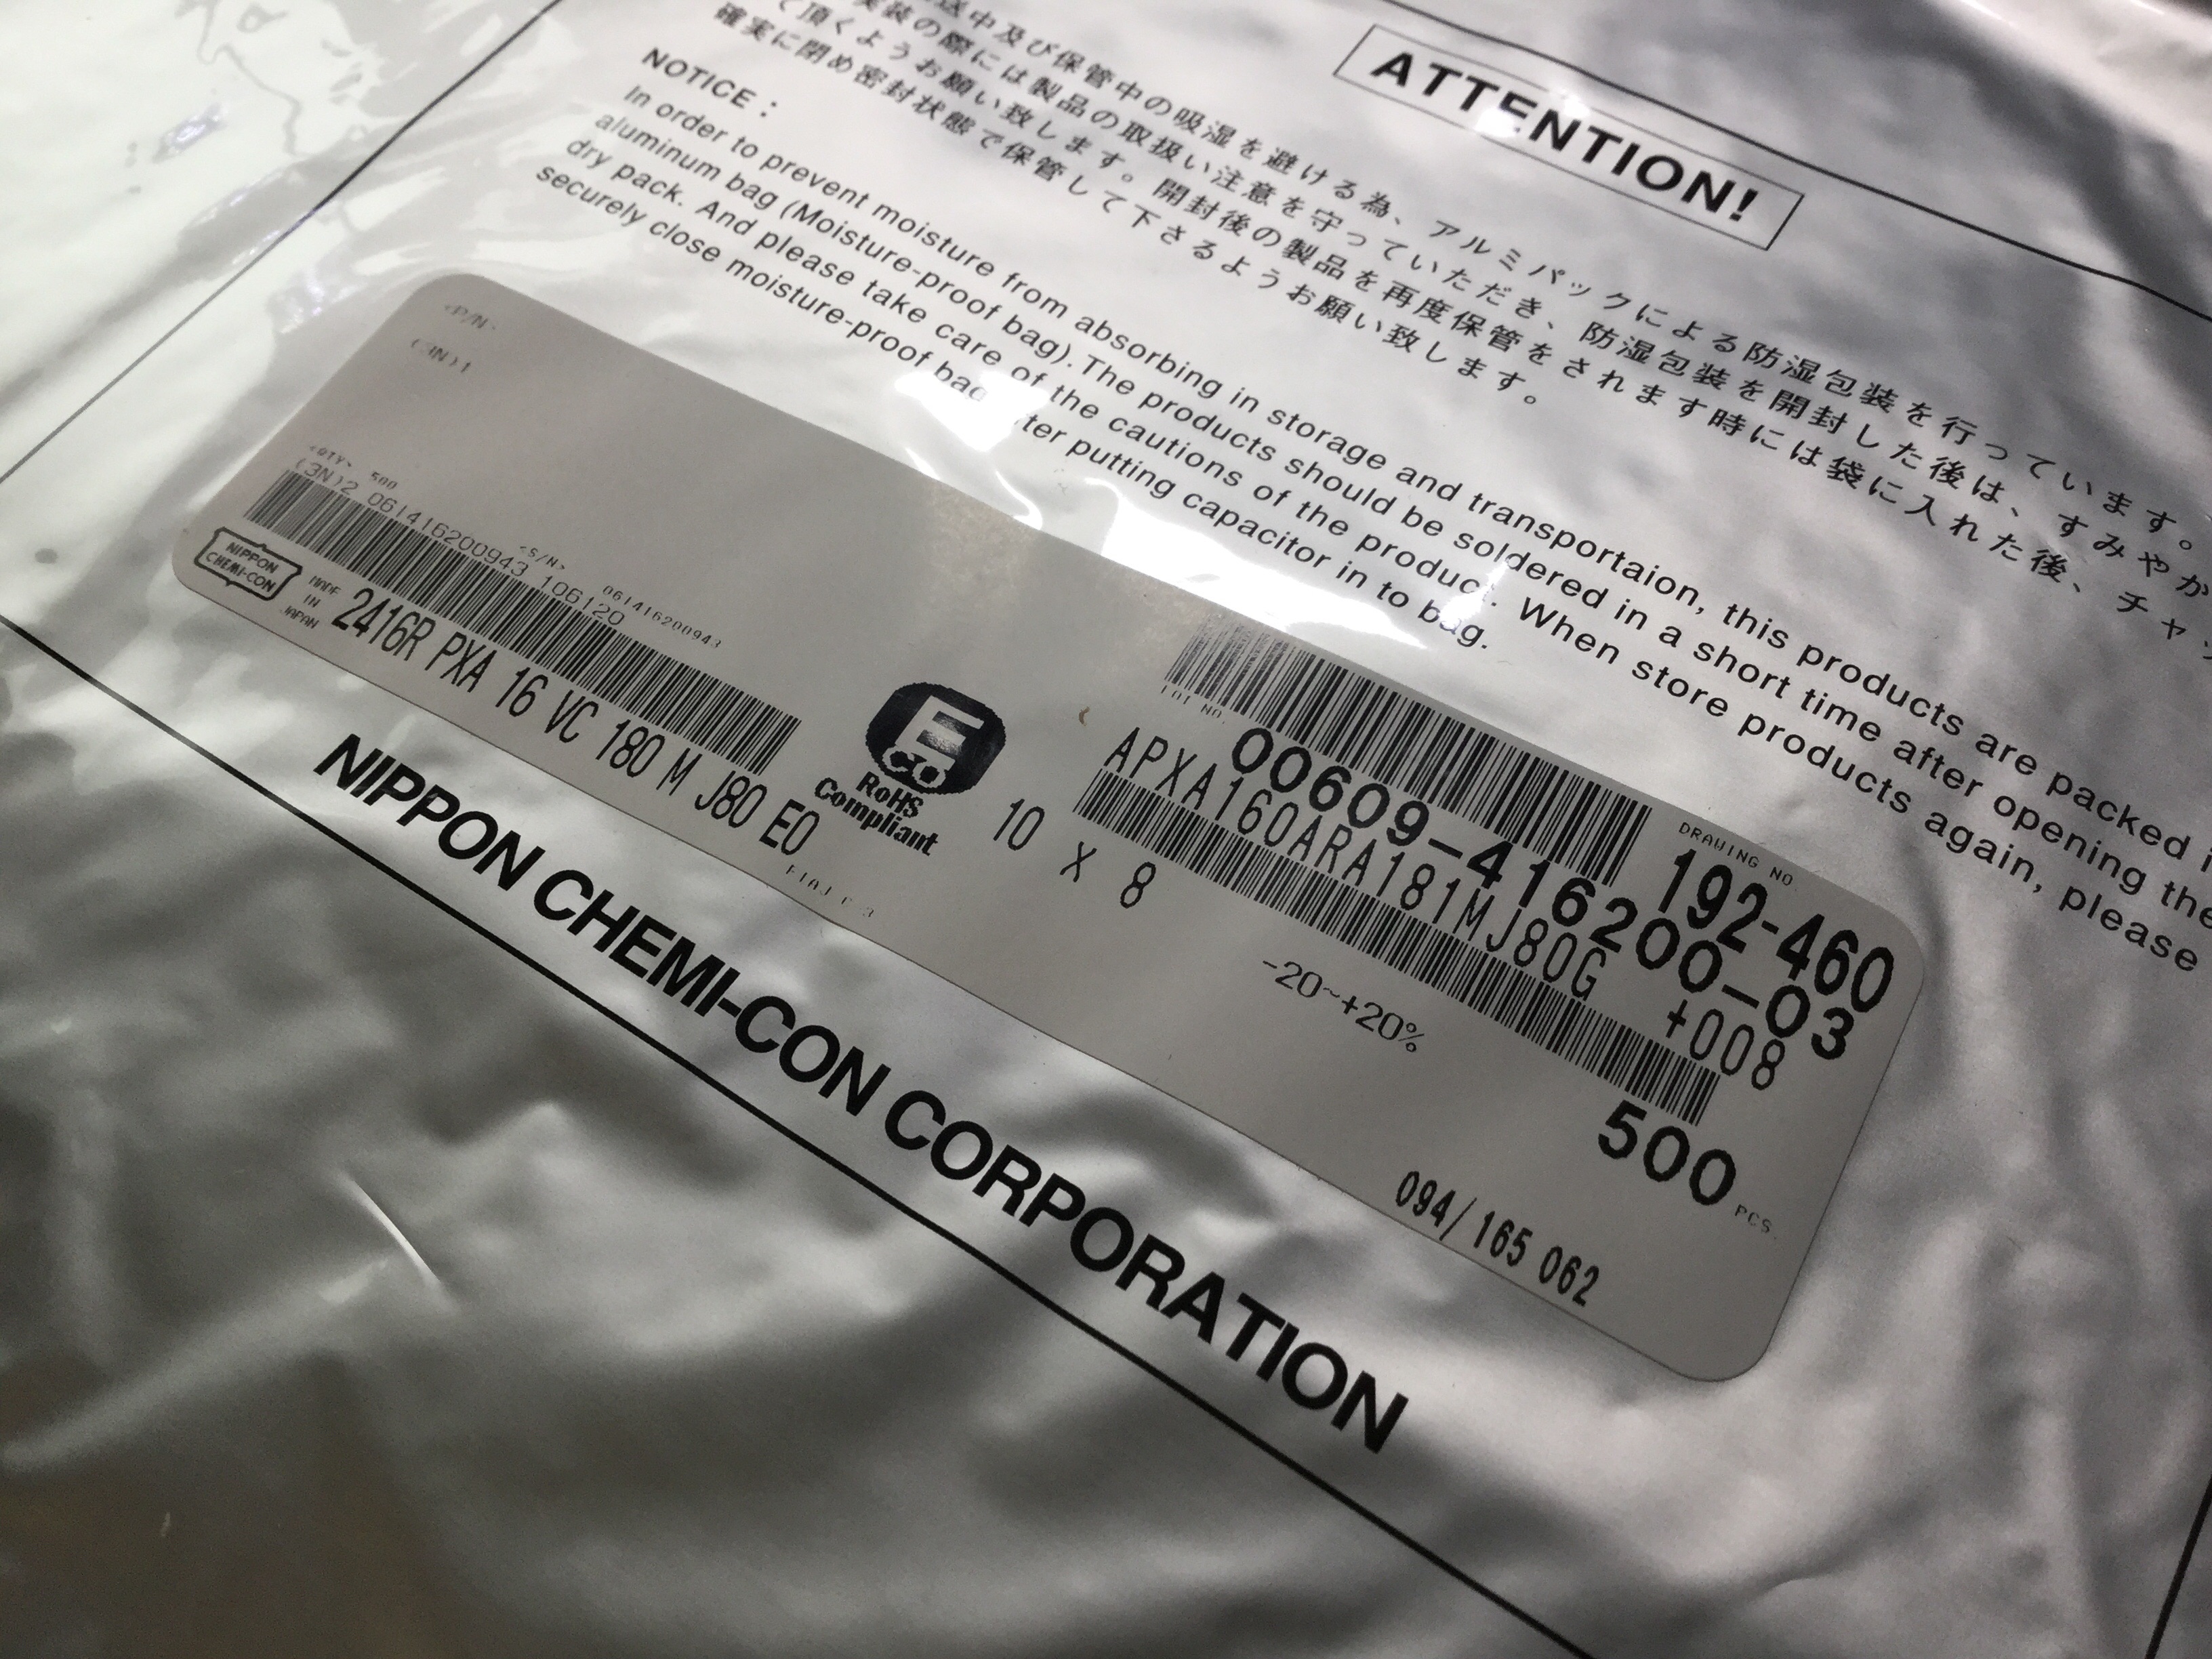 ATTENTION!
送中及び保管中の吸湿を避ける為、アルミパックによる防湿包装を行っています。
実装の際には製品の取扱い注意を守っていただき、防湿包装を開封した後は、すみやか
て頂くようお願い致します。開封後の製品を再度保管をされます時には袋に入れた後、チャッ
確実に閉め密封状態で保管して下さるようお願い致します。
NOTICE :
In order to prevent moisture from absorbing in storage and transportaion, this products are packed i
aluminum bag (Moisture-proof bag).The products should be soldered in a short time after opening the
dry pack. And please take care of the cautions of the product. When store products again, please
securely close moisture-proof bag ter putting capacitor in to bag.
<P/N>
(3N)1
<QTY> 500 <S/N> 061416200943
(3N)2 061416200943 106120
NIPPON
CHEMI-CON
MADE
IN
JAPAN
2416R PXA 16 VC 180 M J80 E0
RoHS
Compliant
LOT NO.
00609-416200-03
DRAWING NO.
192-460
APXA160ARA181MJ80G +008
10 X 8
-20~+20%
500 PCS
094/165 062
NIPPON CHEMI-CON CORPORATION